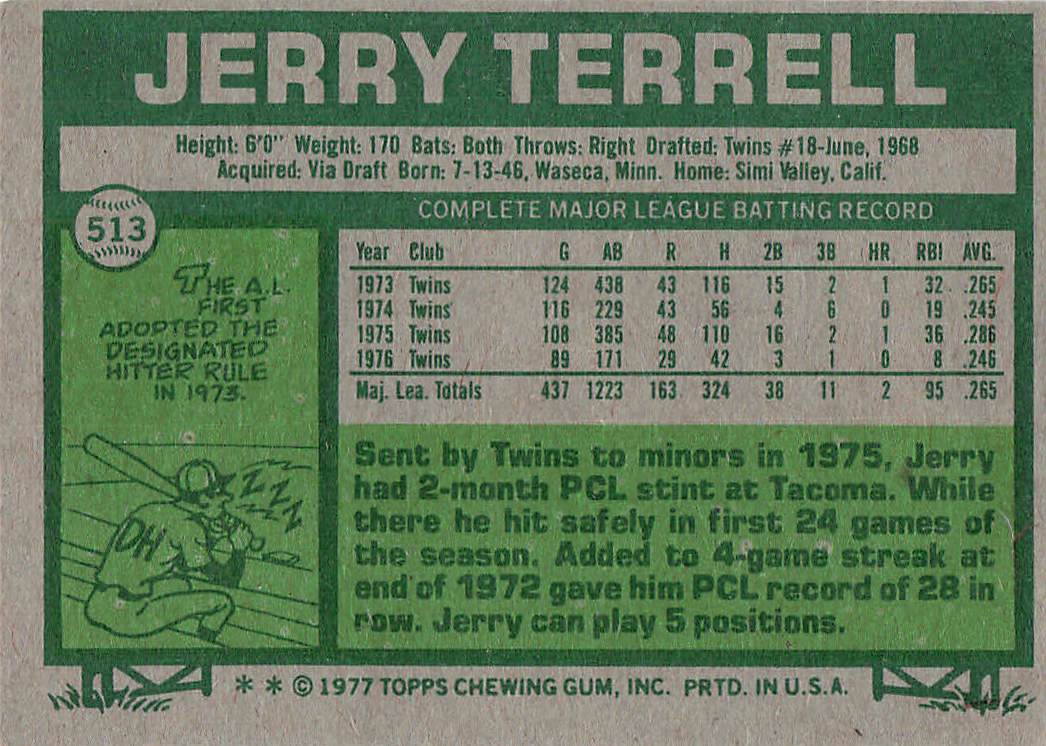 JERRY TERRELL
Height: 6'0" Weight: 170 Bats: Both Throws: Right Drafted: Twins #18-June, 1968
Acquired: Via Draft Born: 7-13-46, Waseca, Minn. Home: Simi Valley, Calif.
513
COMPLETE MAJOR LEAGUE BATTING RECORD
Year Club G AB R H 2B 3B HR RBI AVG.
1973 Twins 124 438 43 116 15 2 1 32 .265
1974 Twins 116 229 43 56 4 6 0 19 .245
1975 Twins 108 385 48 110 16 2 1 36 .286
1976 Twins 89 171 29 42 3 1 0 8 .246
Maj. Lea. Totals 437 1223 163 324 38 11 2 95 .265
THE A.L.
FIRST
ADOPTED THE
DESIGNATED
HITTER RULE
IN 1973.
ZZZZ
DH
Sent by Twins to minors in 1975, Jerry
had 2-month PCL stint at Tacoma. While
there he hit safely in first 24 games of
the season. Added to 4-game streak at
end of 1972 gave him PCL record of 28 in
row. Jerry can play 5 positions.
* * © 1977 TOPPS CHEWING GUM, INC. PRTD. IN U.S.A.